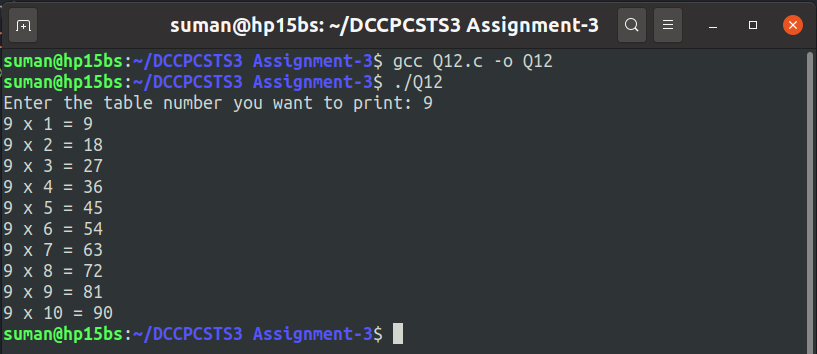 suman@hp15bs: ~/DCCPCSTS3 Assignment-3
suman@hp15bs:~/DCCPCSTS3 Assignment-3$ gcc Q12.c -o Q12
suman@hp15bs:~/DCCPCSTS3 Assignment-3$ ./Q12
Enter the table number you want to print: 9
9 x 1 = 9
9 x 2 = 18
9 x 3 = 27
9 x 4 = 36
9 x 5 = 45
9 x 6 = 54
9 x 7 = 63
9 x 8 = 72
9 x 9 = 81
9 x 10 = 90
suman@hp15bs:~/DCCPCSTS3 Assignment-3$